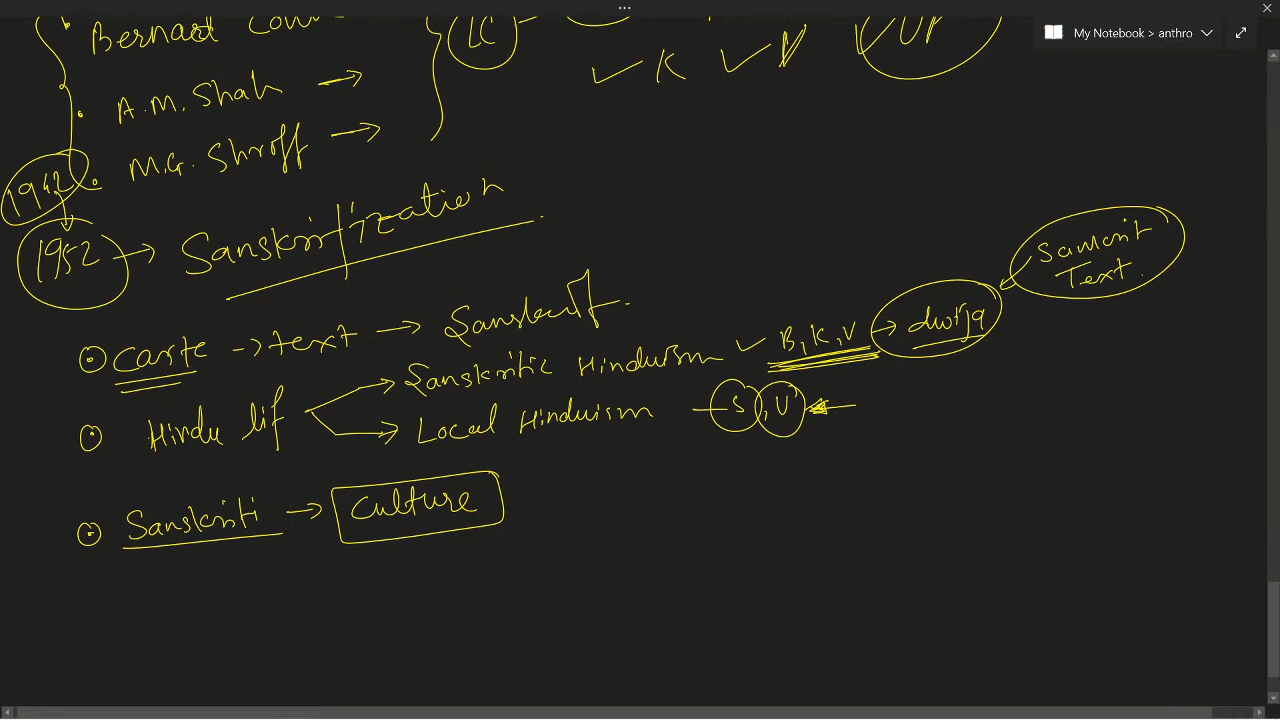 My Notebook > anthro
Bernard
LC
UP
K
A.M. Shah →
M.G. Shroff →
1942
1952 → Sanskritization
Sanskrit
Text.
Caste → text → Sanskrit.
Hindu lif → Sanskritic Hinduism B, K, V → dwija
→ Local Hinduism — S, U
Sanskriti → Culture